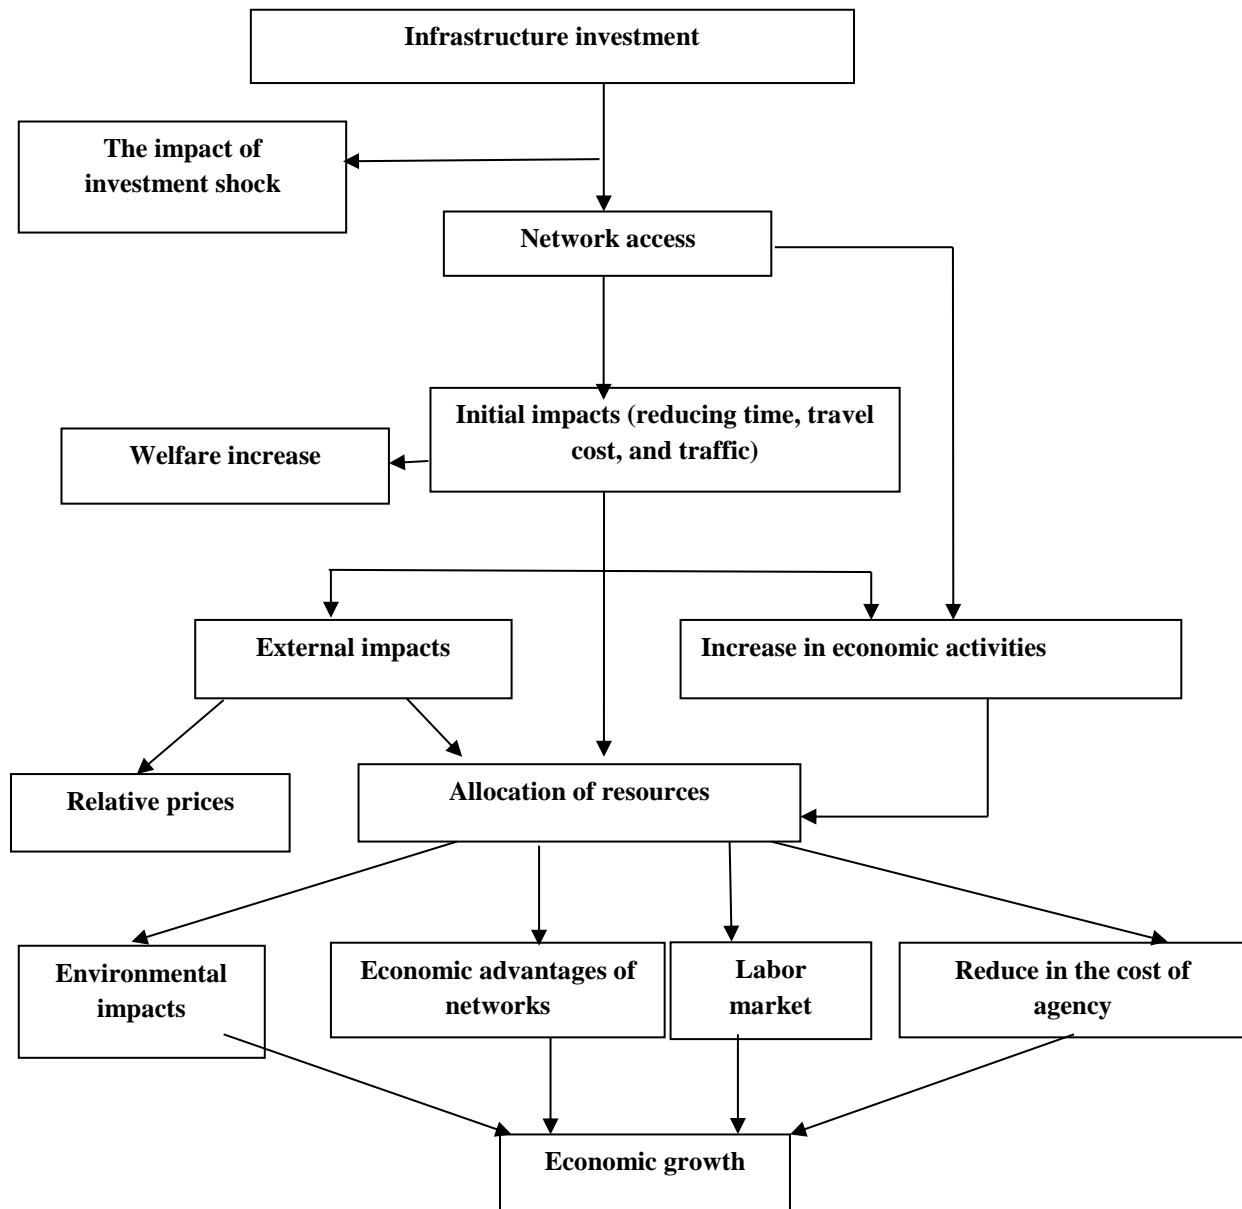 Infrastructure investment
The impact of
investment shock
Network access
Initial impacts (reducing time, travel
cost, and traffic)
Welfare increase
External impacts
Increase in economic activities
Relative prices
Allocation of resources
Environmental
impacts
Economic advantages of
networks
Labor
market
Reduce in the cost of
agency
Economic growth